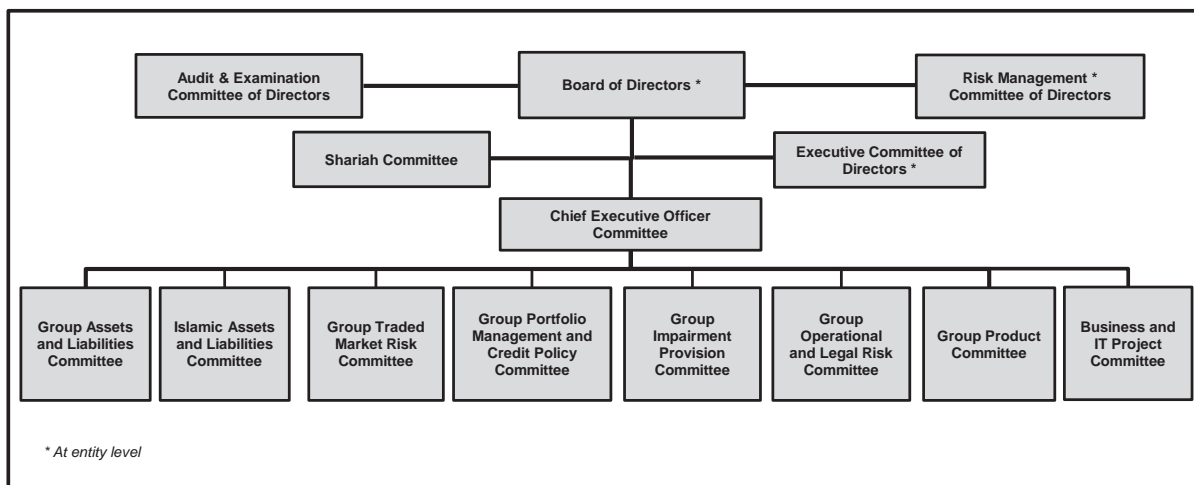 Audit & Examination
Committee of Directors
Board of Directors *
Risk Management *
Committee of Directors
Shariah Committee
Executive Committee of
Directors *
Chief Executive Officer
Committee
Group Assets
and Liabilities
Committee
Islamic Assets
and Liabilities
Committee
Group Traded
Market Risk
Committee
Group Portfolio
Management and
Credit Policy
Committee
Group
Impairment
Provision
Committee
Group
Operational
and Legal Risk
Committee
Group Product
Committee
Business and
IT Project
Committee
* At entity level